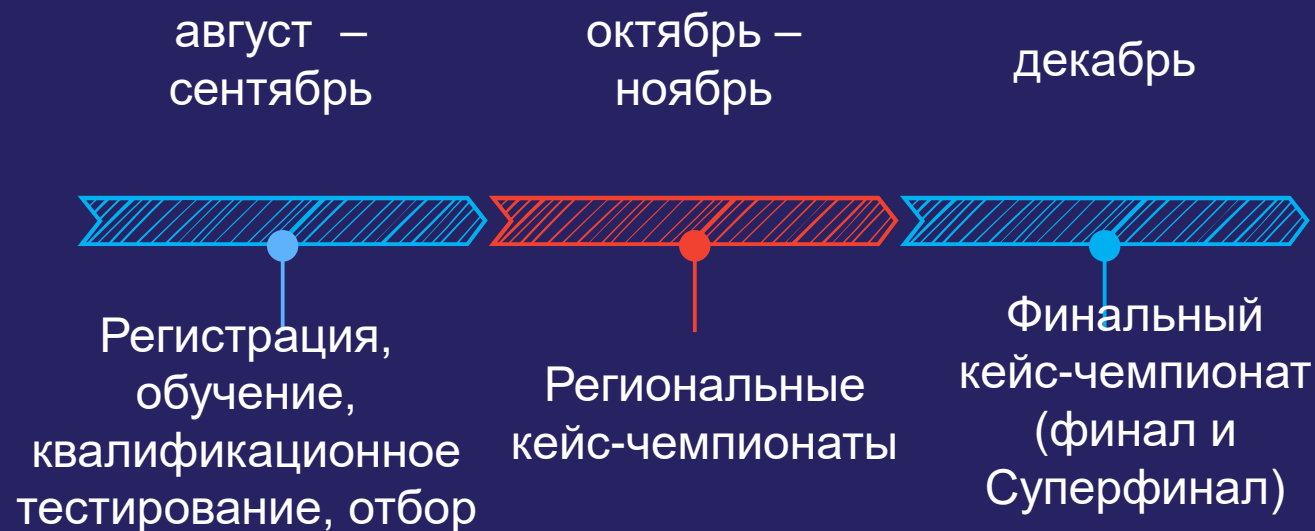 август –
сентябрь
октябрь –
ноябрь
декабрь
Регистрация,
обучение,
квалификационное
тестирование, отбор
Региональные
кейс-чемпионаты
Финальный
кейс-чемпионат
(финал и
Суперфинал)